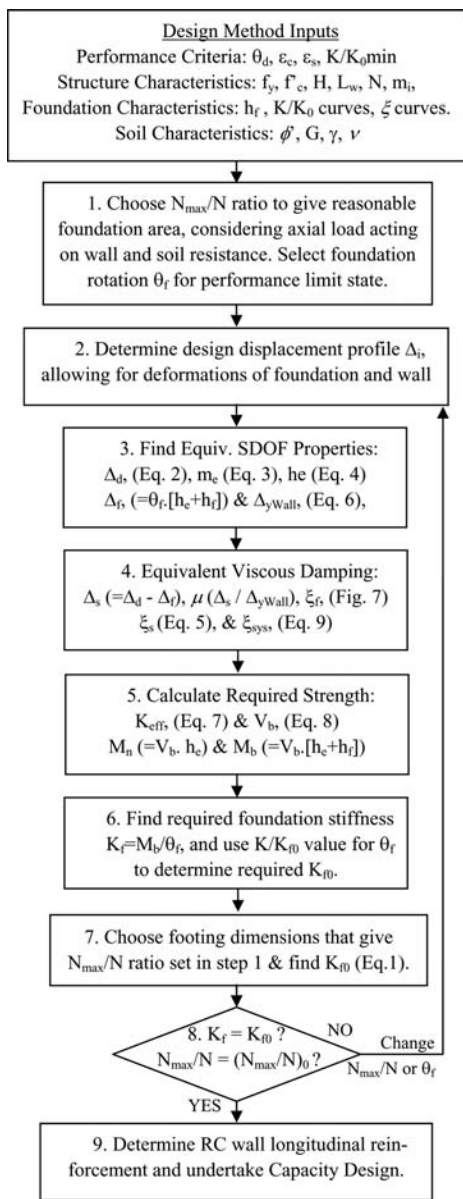 Design Method Inputs
Performance Criteria: θd, εc, εs, K/K0min
Structure Characteristics: fy, f'c, H, Lw, N, mi,
Foundation Characteristics: hf , K/K0 curves, ξ curves.
Soil Characteristics: ϕ', G, γ, ν
1. Choose Nmax/N ratio to give reasonable
foundation area, considering axial load acting
on wall and soil resistance. Select foundation
rotation θf for performance limit state.
2. Determine design displacement profile Δi,
allowing for deformations of foundation and wall
3. Find Equiv. SDOF Properties:
Δd, (Eq. 2), me (Eq. 3), he (Eq. 4)
Δf, (=θf.[he+hf]) & ΔyWall, (Eq. 6),
4. Equivalent Viscous Damping:
Δs (=Δd - Δf), μ (Δs / ΔyWall), ξf, (Fig. 7)
ξs (Eq. 5), & ξsys, (Eq. 9)
5. Calculate Required Strength:
Keff, (Eq. 7) & Vb, (Eq. 8)
Mn (=Vb. he) & Mb (=Vb.[he+hf])
6. Find required foundation stiffness
Kf=Mb/θf, and use K/Kf0 value for θf
to determine required Kf0.
7. Choose footing dimensions that give
Nmax/N ratio set in step 1 & find Kf0 (Eq.1).
8. Kf = Kf0 ?
Nmax/N = (Nmax/N)0 ?
NO
Change
Nmax/N or θf
YES
9. Determine RC wall longitudinal rein-
forcement and undertake Capacity Design.